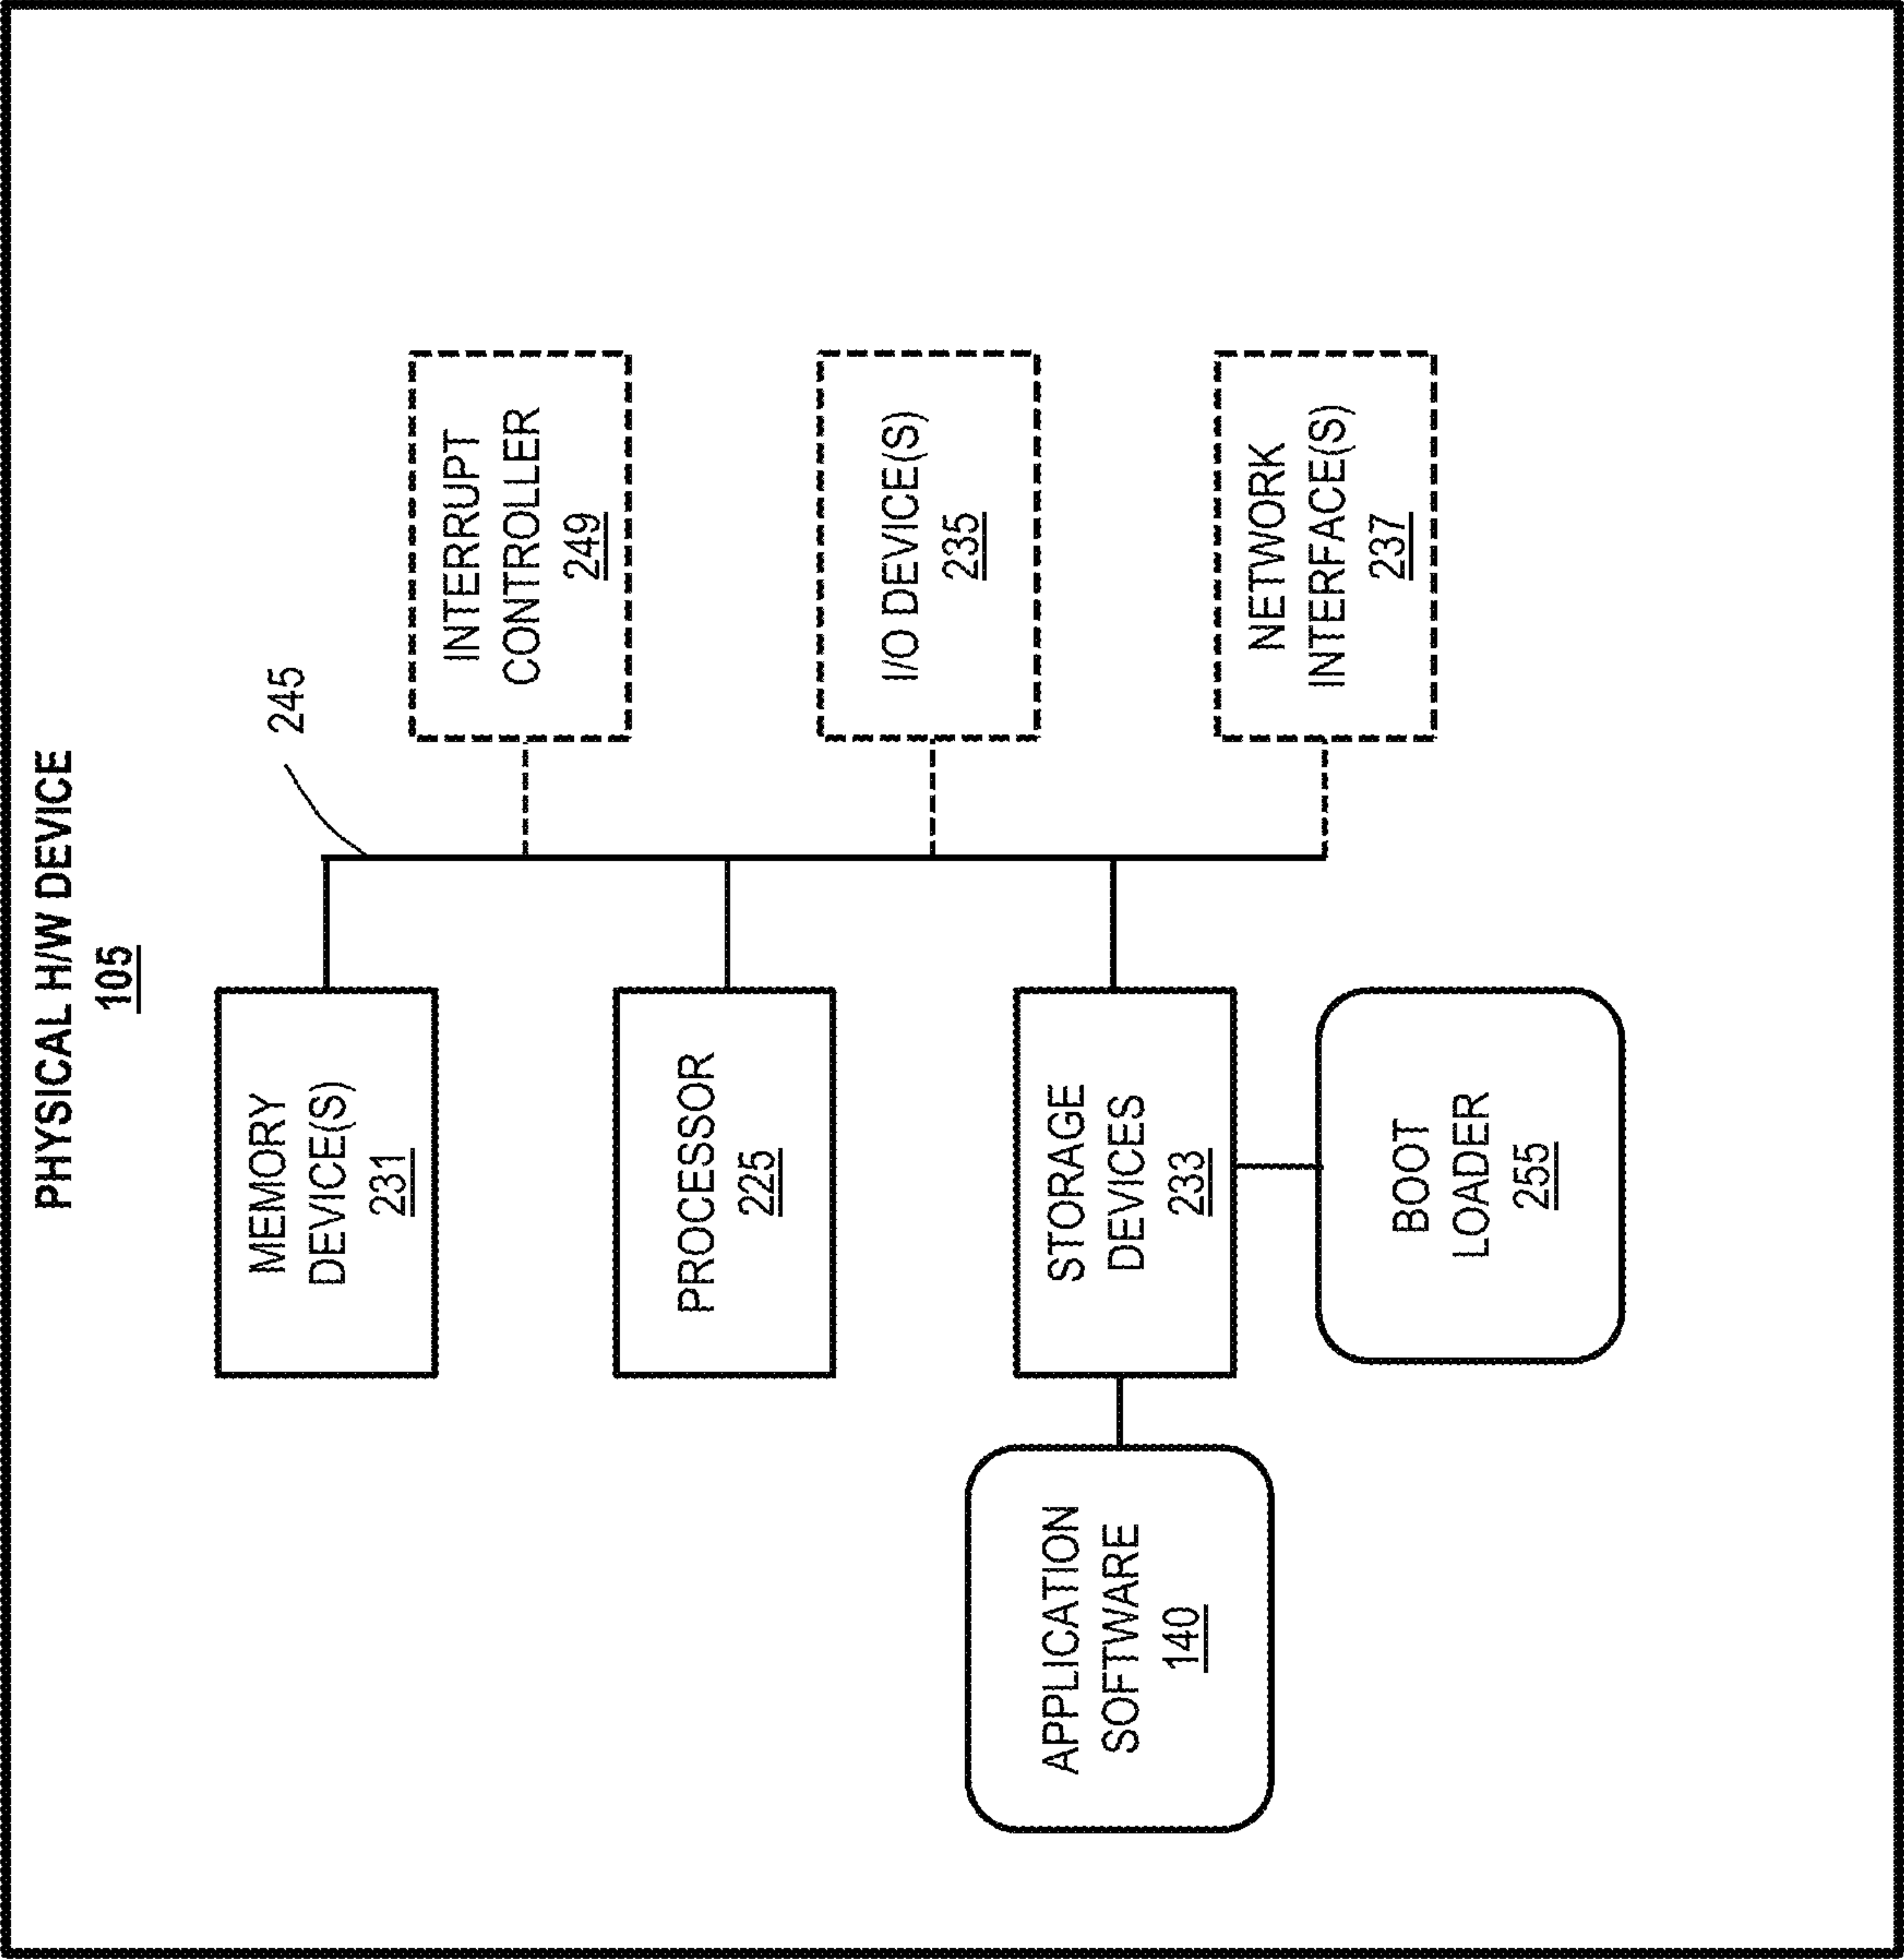 PHYSICAL H/W DEVICE
105
MEMORY
DEVICE(S)
231
245
INTERRUPT
CONTROLLER
249
PROCESSOR
225
I/O DEVICE(S)
235
APPLICATION
SOFTWARE
140
STORAGE
DEVICES
233
NETWORK
INTERFACE(S)
237
BOOT
LOADER
255